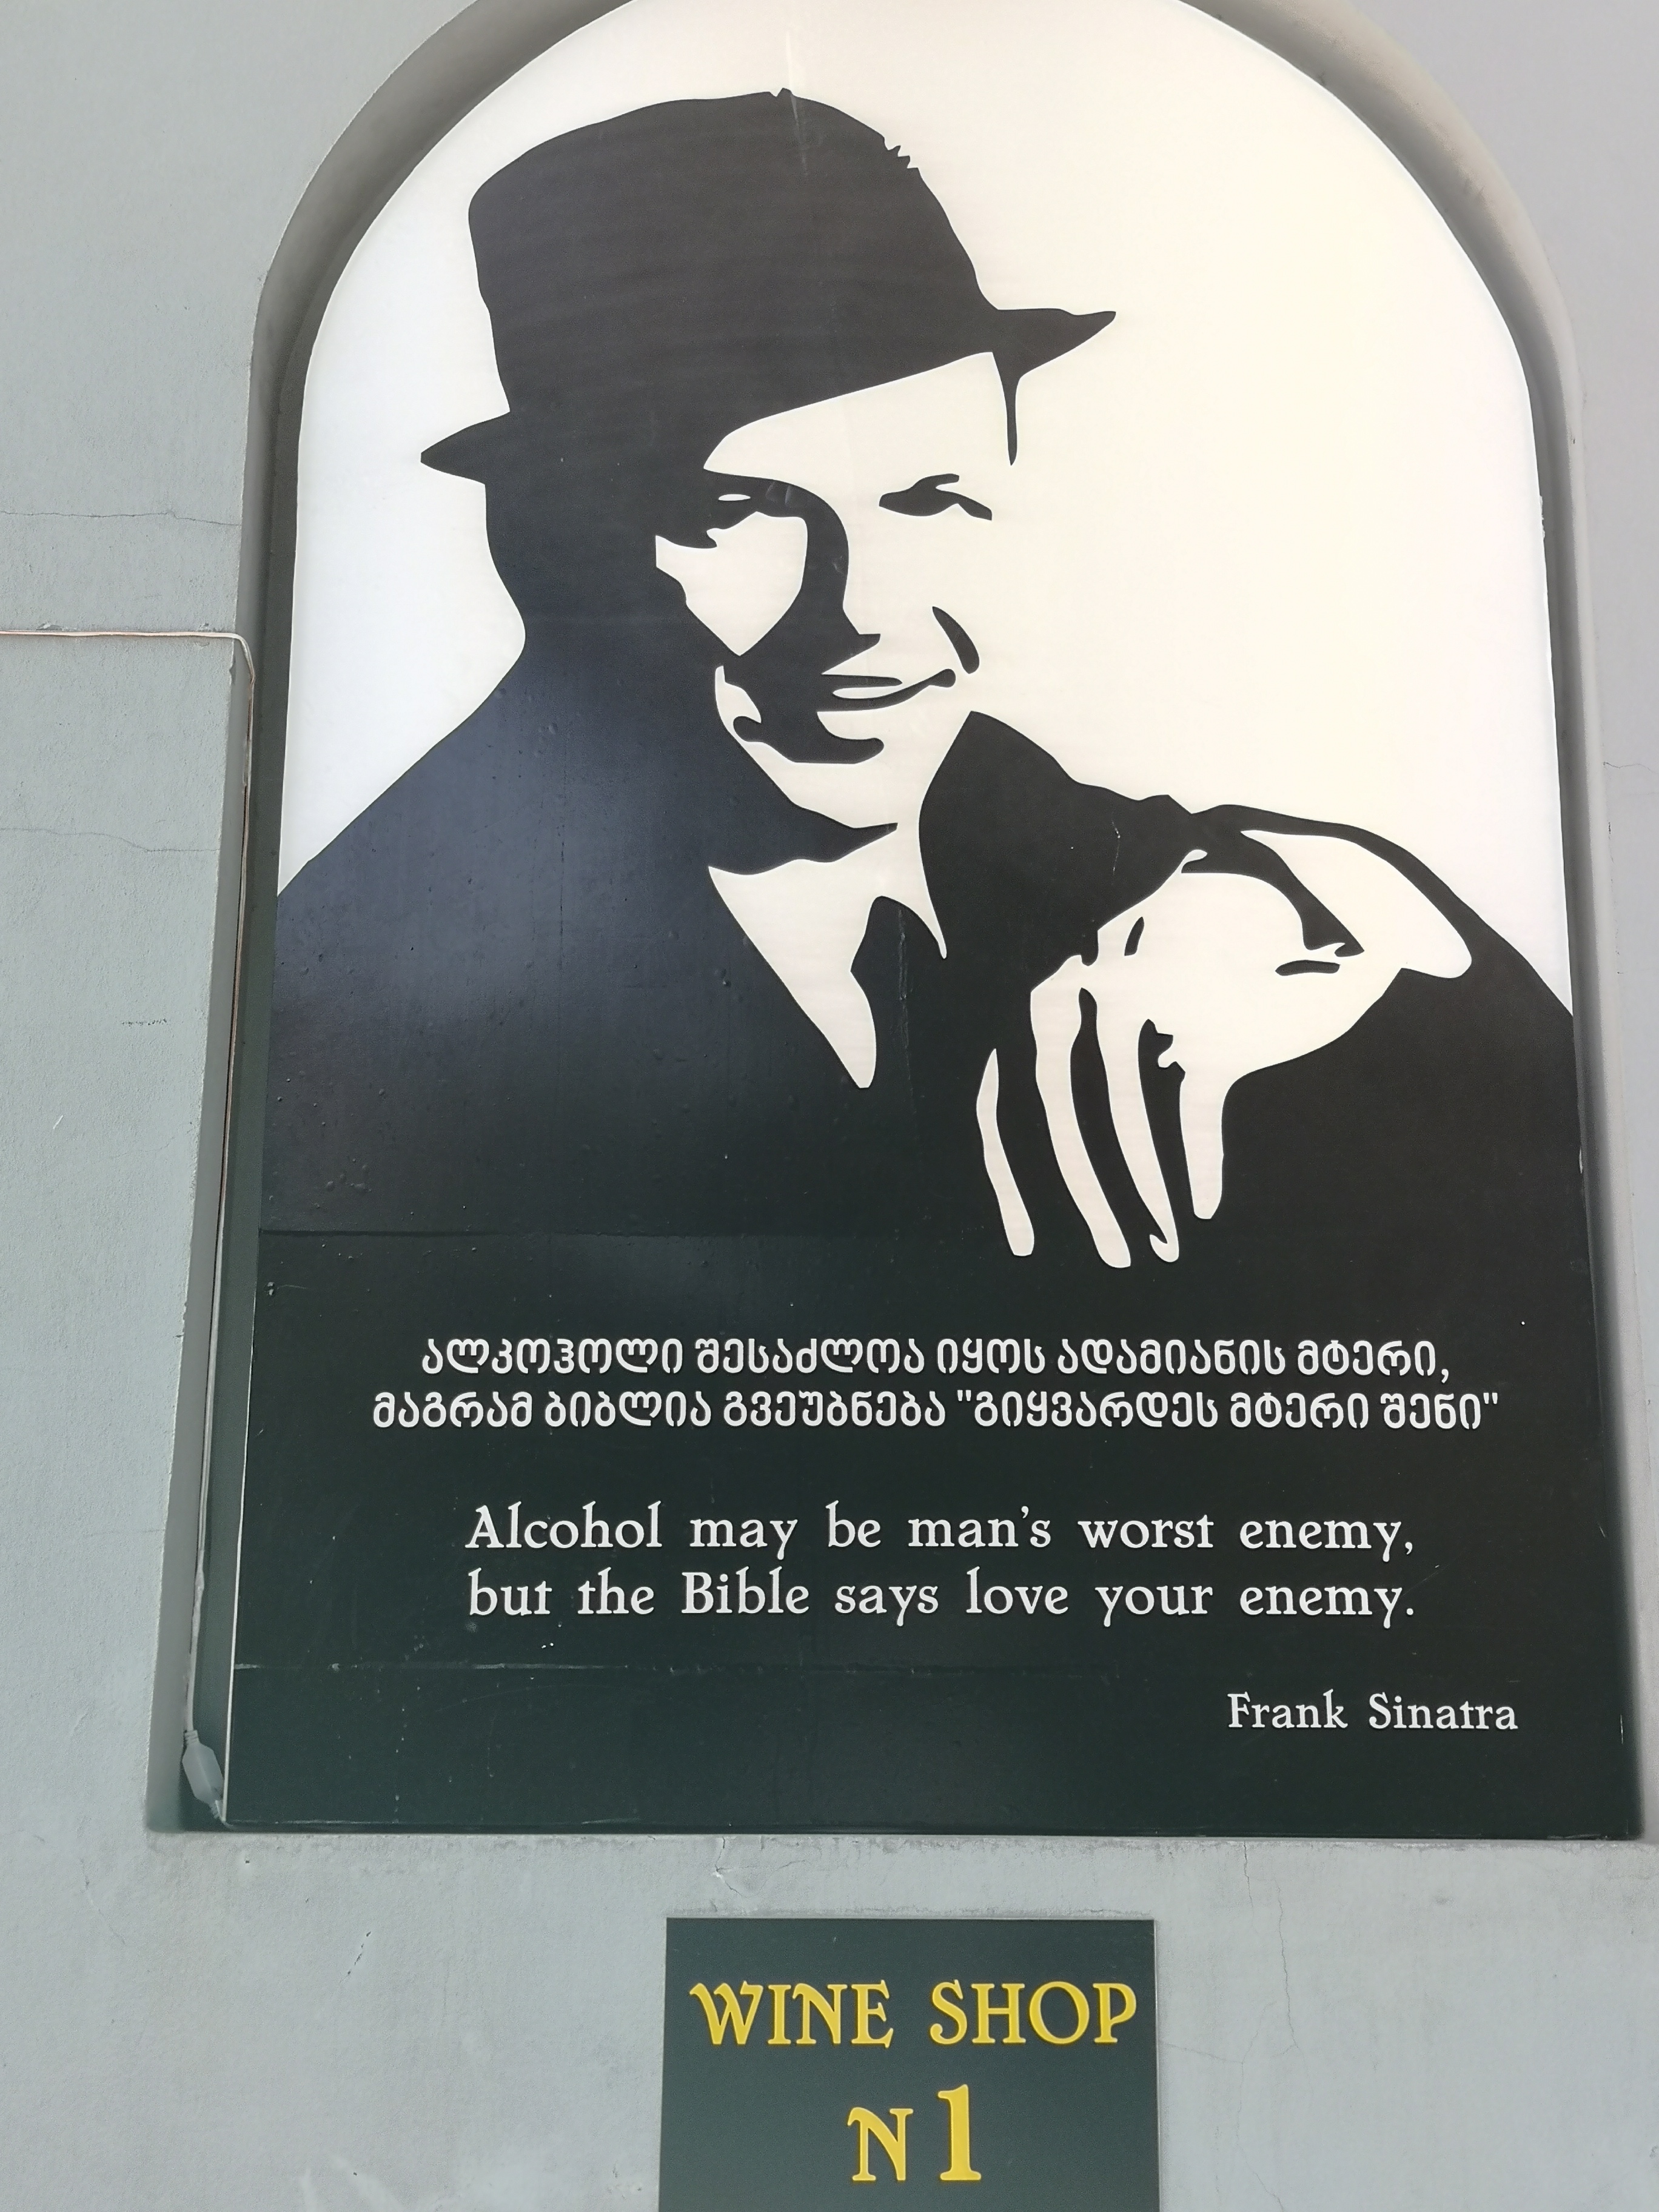 ალკოჰოლი შესაძლოა იყოს ადამიანის მტერი,
მაგრამ ბიბლია გვეუბნება "გიყვარდეს მტერი შენი"
Alcohol may be man's worst enemy,
but the Bible says love your enemy.
Frank Sinatra
WINE SHOP
N1